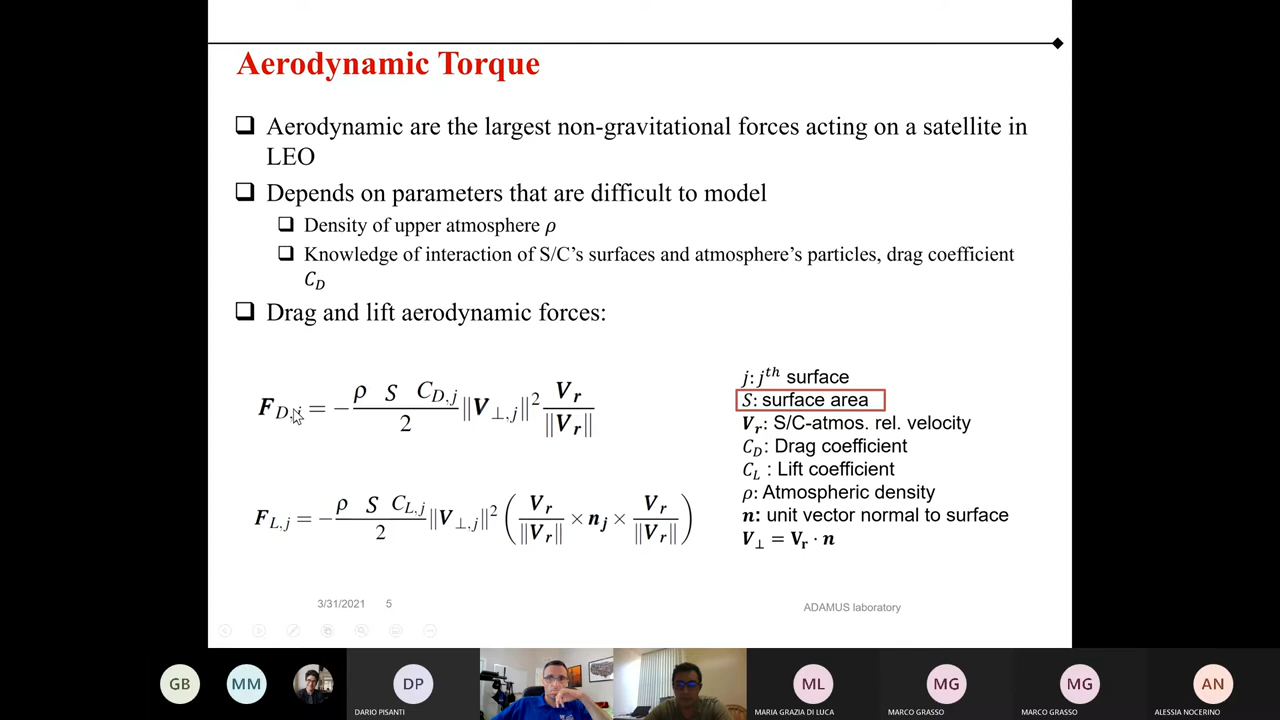 Aerodynamic Torque
❑ Aerodynamic are the largest non-gravitational forces acting on a satellite in
LEO
❑ Depends on parameters that are difficult to model
❑ Density of upper atmosphere ρ
❑ Knowledge of interaction of S/C's surfaces and atmosphere's particles, drag coefficient
C_D
❑ Drag and lift aerodynamic forces:
F_{D,j} = − (ρ S C_{D,j} / 2) ‖V_{⊥,j}‖² V_r / ‖V_r‖
F_{L,j} = − (ρ S C_{L,j} / 2) ‖V_{⊥,j}‖² ( V_r / ‖V_r‖ × n_j × V_r / ‖V_r‖ )
j: j^{th} surface
S: surface area
V_r: S/C-atmos. rel. velocity
C_D: Drag coefficient
C_L : Lift coefficient
ρ: Atmospheric density
n: unit vector normal to surface
V_⊥ = V_r · n
3/31/2021 5 ADAMUS laboratory
GB MM DP ML MG MG AN
DARIO PISANTI MARIA GRAZIA DI LUCA MARCO GRASSO MARCO GRASSO ALESSIA NOCERINO